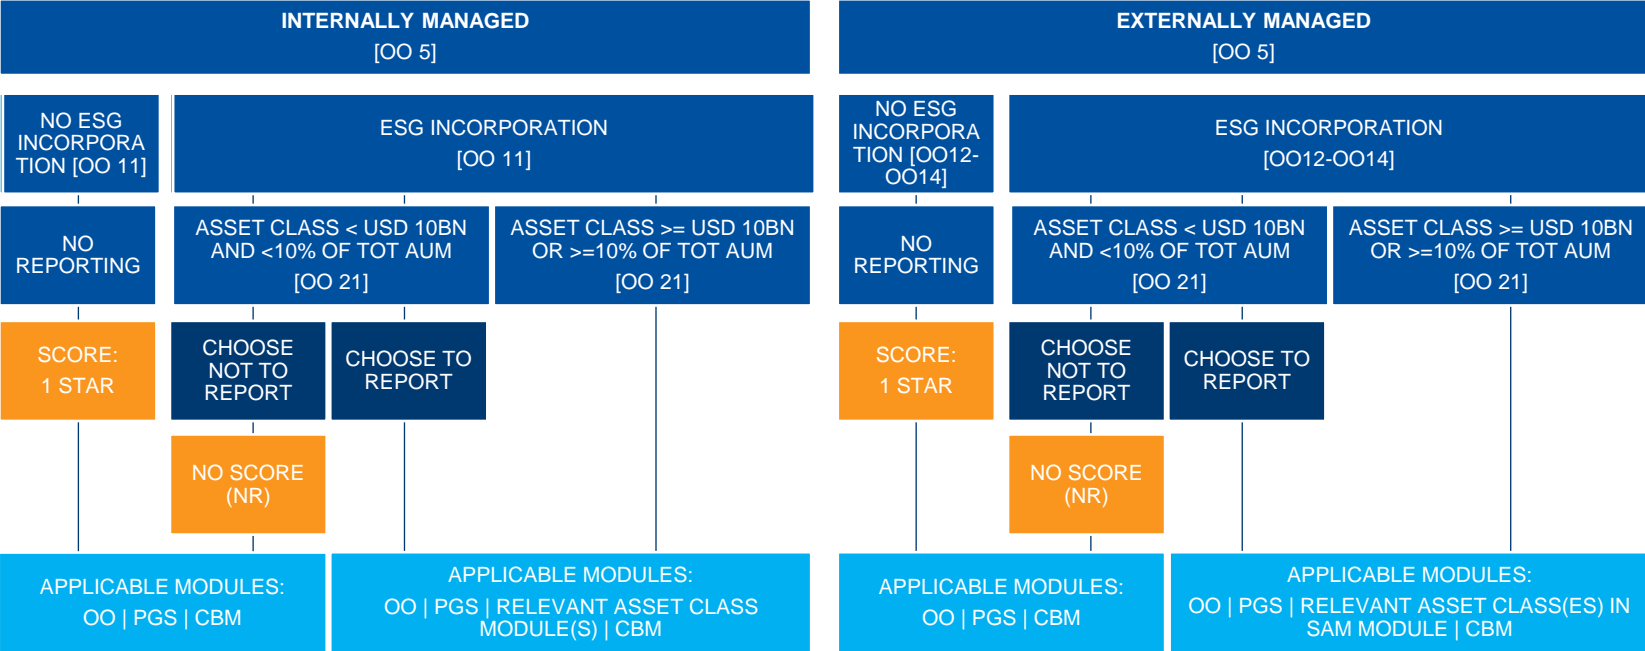 INTERNALLY MANAGED
[OO 5]
EXTERNALLY MANAGED
[OO 5]
NO ESG
INCORPORA
TION [OO 11]
ESG INCORPORATION
[OO 11]
NO ESG
INCORPORA
TION [OO12-
OO14]
ESG INCORPORATION
[OO12-OO14]
NO
REPORTING
ASSET CLASS < USD 10BN
AND <10% OF TOT AUM
[OO 21]
ASSET CLASS >= USD 10BN
OR >=10% OF TOT AUM
[OO 21]
NO
REPORTING
ASSET CLASS < USD 10BN
AND <10% OF TOT AUM
[OO 21]
ASSET CLASS >= USD 10BN
OR >=10% OF TOT AUM
[OO 21]
SCORE:
1 STAR
CHOOSE
NOT TO
REPORT
CHOOSE TO
REPORT
SCORE:
1 STAR
CHOOSE
NOT TO
REPORT
CHOOSE TO
REPORT
NO SCORE
(NR)
NO SCORE
(NR)
APPLICABLE MODULES:
OO | PGS | CBM
APPLICABLE MODULES:
OO | PGS | RELEVANT ASSET CLASS
MODULE(S) | CBM
APPLICABLE MODULES:
OO | PGS | CBM
APPLICABLE MODULES:
OO | PGS | RELEVANT ASSET CLASS(ES) IN
SAM MODULE | CBM